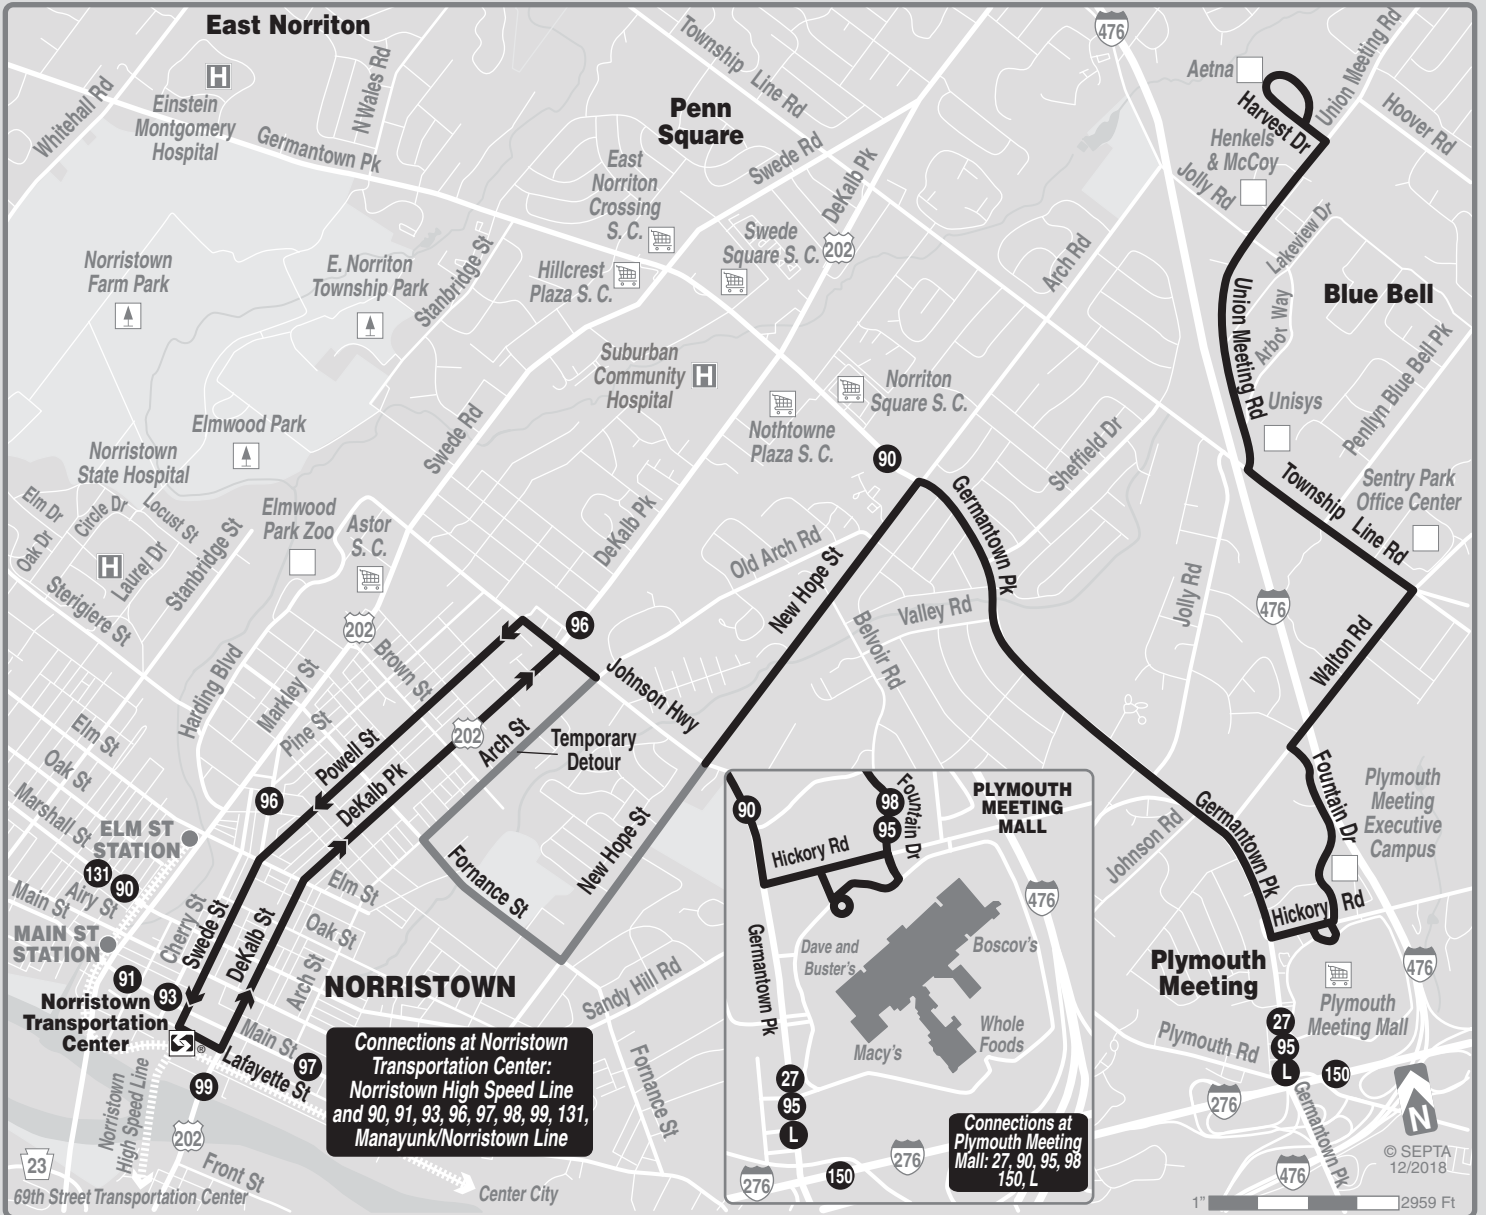 East Norriton
476
Township Line Rd
Union Meeting Rd
Aetna
Whitehall Rd
H
Einstein
Montgomery
Hospital
N Wales Rd
Germantown Pk
Penn
Square
Harvest Dr
Hoover Rd
Henkels
& McCoy
Jolly Rd
Swede Rd
DeKalb Pk
East
Norriton
Crossing
S. C.
Swede
Square S. C.
202
Lakeview Dr
Arch Rd
Norristown
Farm Park
E. Norriton
Township Park
Stanbridge St
Hillcrest
Plaza S. C.
Blue Bell
Union Meeting Rd
Arbor Way
Penllyn Blue Bell Pk
Suburban
Community
Hospital
H
Norriton
Square S. C.
Unisys
Nothtowne
Plaza S. C.
Elmwood Park
Swede Rd
Norristown
State Hospital
90
Sheffield Dr
Germantown Pk
Township Line Rd
Sentry Park
Office Center
Elm Dr
Circle Dr
Locust St
Oak Dr
H
Laurel Dr
Stanbridge St
Sterigiere St
Elmwood
Park Zoo
Astor
S. C.
DeKalb Pk
Old Arch Rd
New Hope St
Valley Rd
Belvoir Rd
Jolly Rd
476
Walton Rd
202
96
Johnson Hwy
Harding Blvd
Markley St
Pine St
Brown St
Powell St
DeKalb Pk
202
Arch St
Temporary
Detour
Elm St
Oak St
Marshall St
96
ELM ST
STATION
131
90
Airy St
Main St
MAIN ST
STATION
Cherry St
Swede St
DeKalb St
Elm St
Oak St
Arch St
Fornance St
New Hope St
Fountain Dr
Plymouth
Meeting
Executive
Campus
Germantown Pk
Johnson Rd
Hickory Rd
90
98
95
Fountain Dr
PLYMOUTH
MEETING
MALL
Hickory Rd
476
Germantown Pk
Dave and
Buster's
Boscov's
Macy's
Whole
Foods
27
95
L
276
150
276
Connections at
Plymouth Meeting
Mall: 27, 90, 95, 98
150, L
91
93
Norristown
Transportation
Center
®
NORRISTOWN
Sandy Hill Rd
Main St
97
Lafayette St
99
Connections at Norristown
Transportation Center:
Norristown High Speed Line
and 90, 91, 93, 96, 97, 98, 99, 131,
Manayunk/Norristown Line
Fornance St
Norristown
High Speed Line
202
23
Front St
69th Street Transportation Center
Center City
Plymouth
Meeting
476
Plymouth
Meeting Mall
Plymouth Rd
27
95
L
150
276
Germantown Pk
476
N
© SEPTA
12/2018
1"
2959 Ft